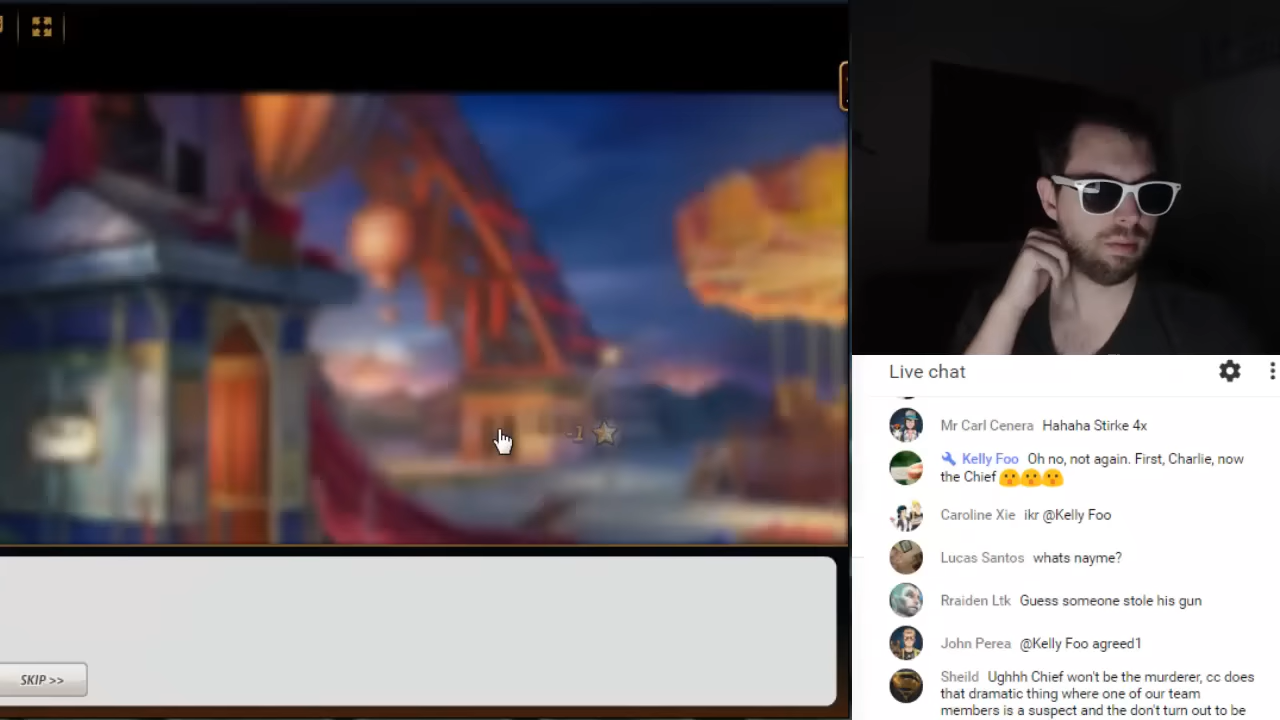 -1
SKIP >>
Live chat
Mr Carl Cenera Hahaha Stirke 4x
Kelly Foo Oh no, not again. First, Charlie, now
the Chief
Caroline Xie ikr @Kelly Foo
Lucas Santos whats nayme?
Rraiden Ltk Guess someone stole his gun
John Perea @Kelly Foo agreed1
Sheild Ughhh Chief won't be the murderer, cc does
that dramatic thing where one of our team
members is a suspect and the don't turn out to be